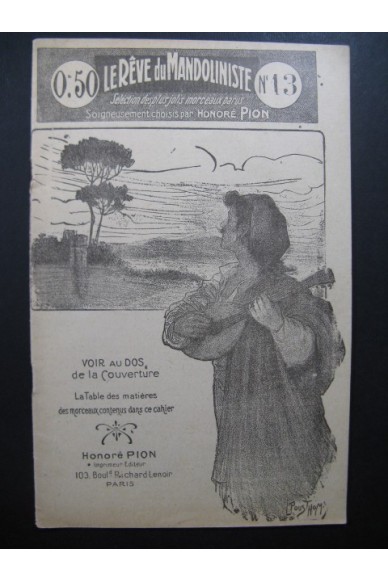 0:50
LE RÊVE du MANDOLINISTE
N° 13
Sélection des plus jolis morceaux parus
Soigneusement choisis par HONORÉ PION
VOIR AU DOS
de la Couverture
La Table des matières
des morceaux contenus dans ce cahier
Honoré PION
Imprimeur-Editeur
103, Boulᵈ Richard Lenoir
PARIS